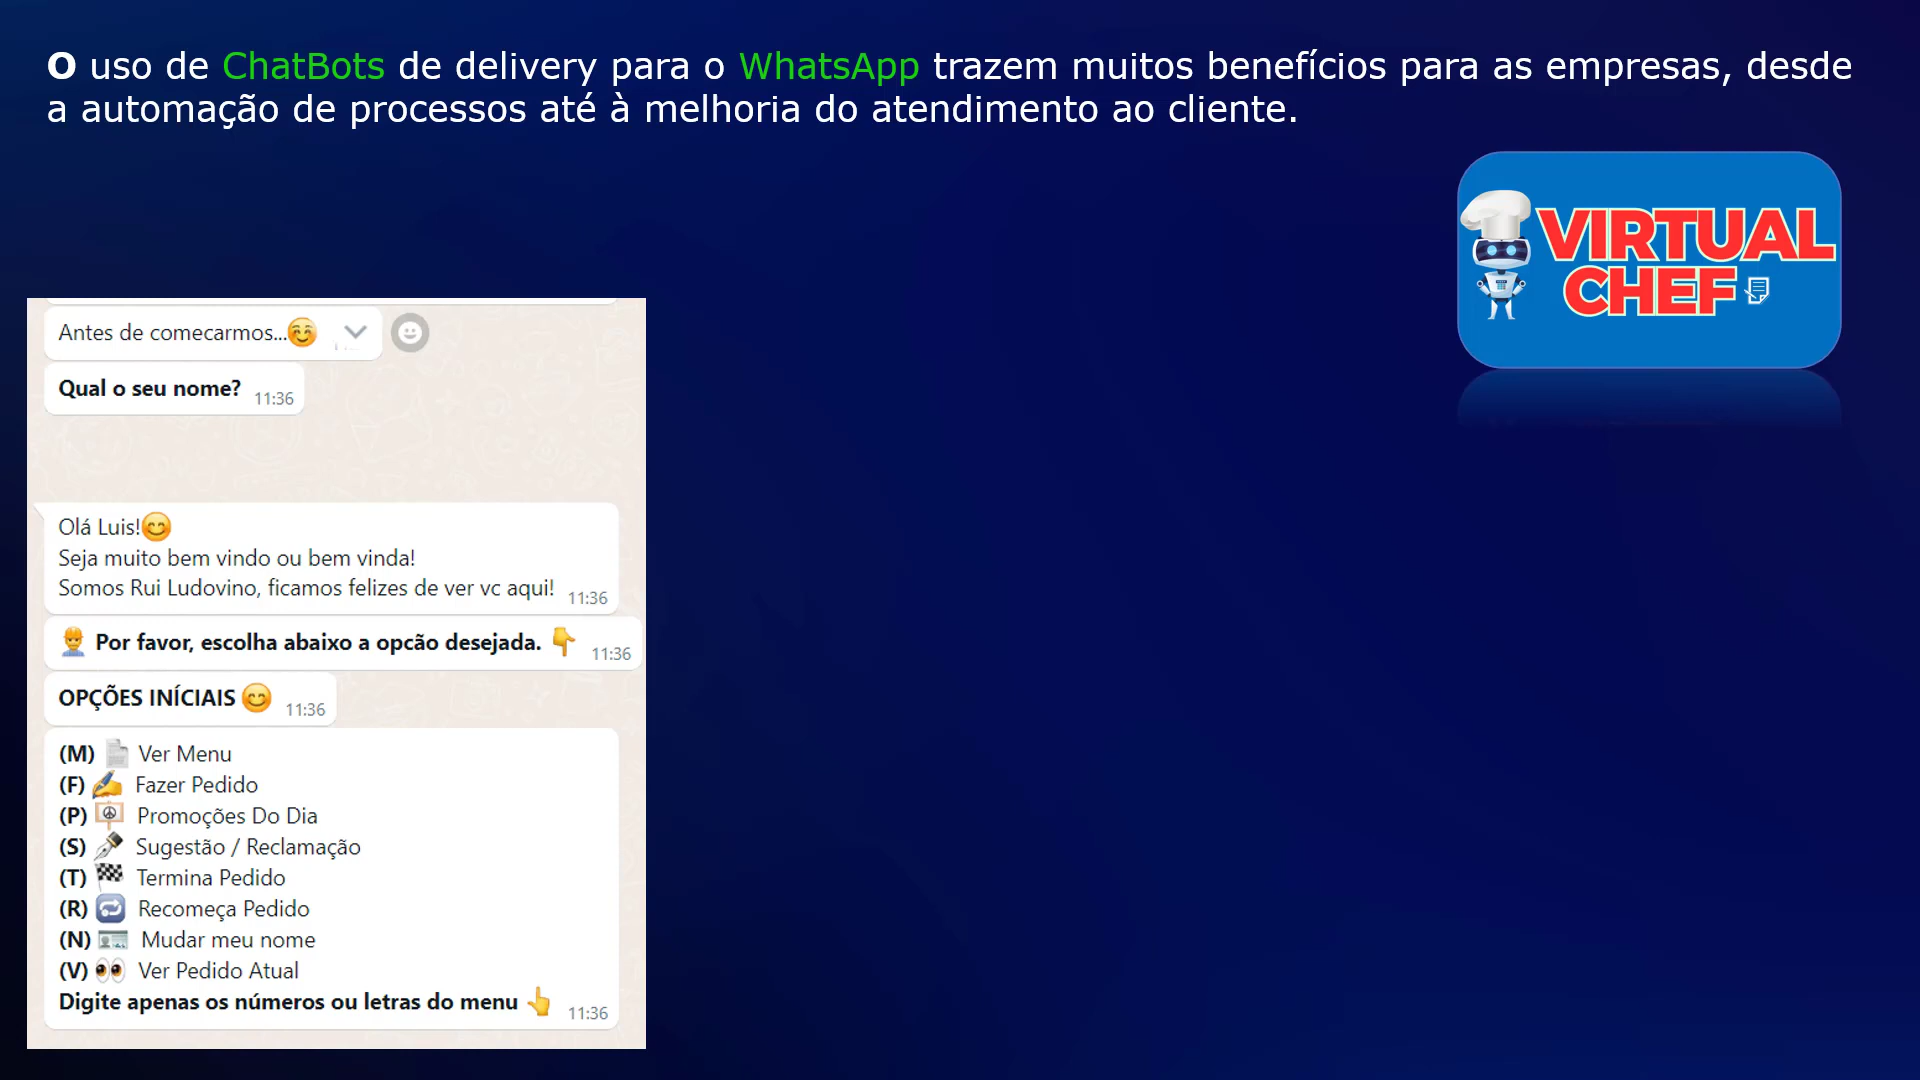 O uso de ChatBots de delivery para o WhatsApp trazem muitos benefícios para as empresas, desde
a automação de processos até à melhoria do atendimento ao cliente.
VIRTUAL
CHEF
Antes de comecarmos...
Qual o seu nome? 11:36
Olá Luis!
Seja muito bem vindo ou bem vinda!
Somos Rui Ludovino, ficamos felizes de ver vc aqui! 11:36
Por favor, escolha abaixo a opcão desejada. 11:36
OPÇÕES INÍCIAIS 11:36
(M) Ver Menu
(F) Fazer Pedido
(P) Promoções Do Dia
(S) Sugestão / Reclamação
(T) Termina Pedido
(R) Recomeça Pedido
(N) Mudar meu nome
(V) Ver Pedido Atual
Digite apenas os números ou letras do menu 11:36